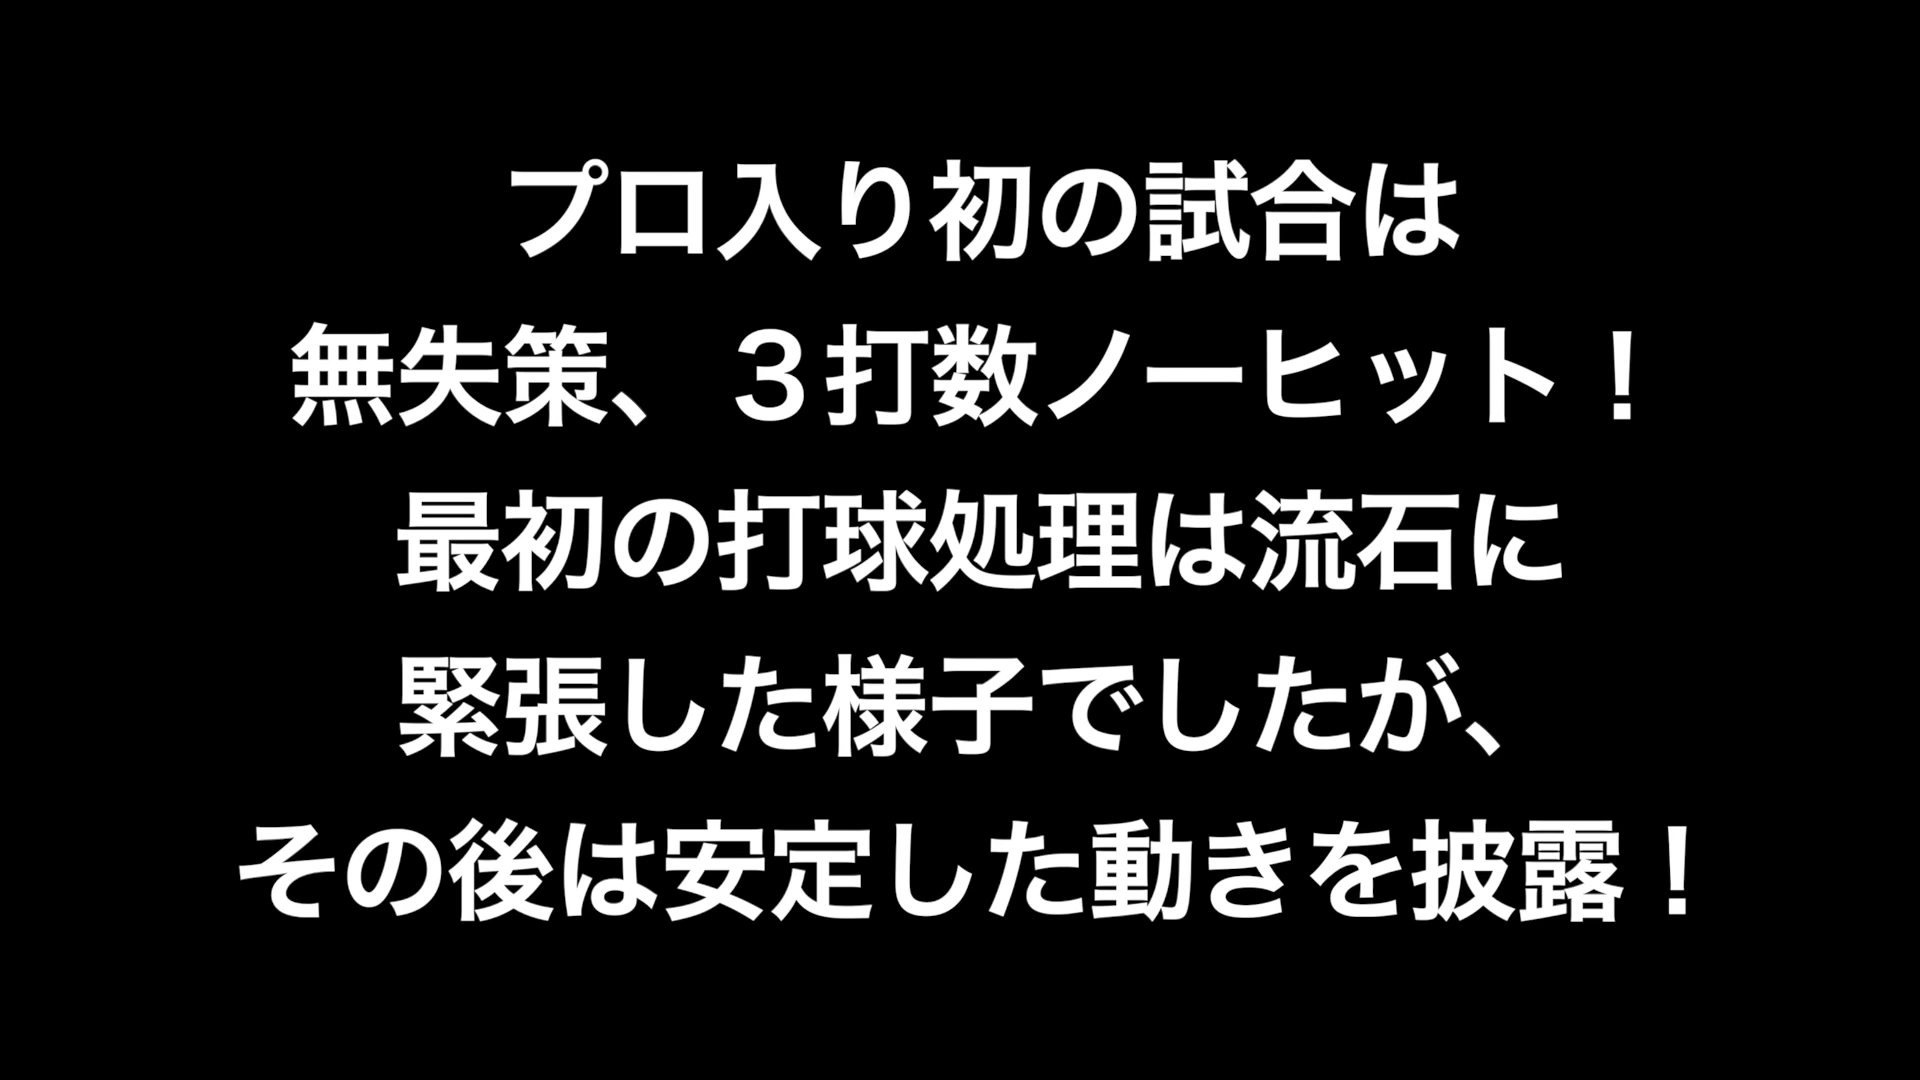 プロ入り初の試合は
無失策、３打数ノーヒット！
最初の打球処理は流石に
緊張した様子でしたが、
その後は安定した動きを披露！